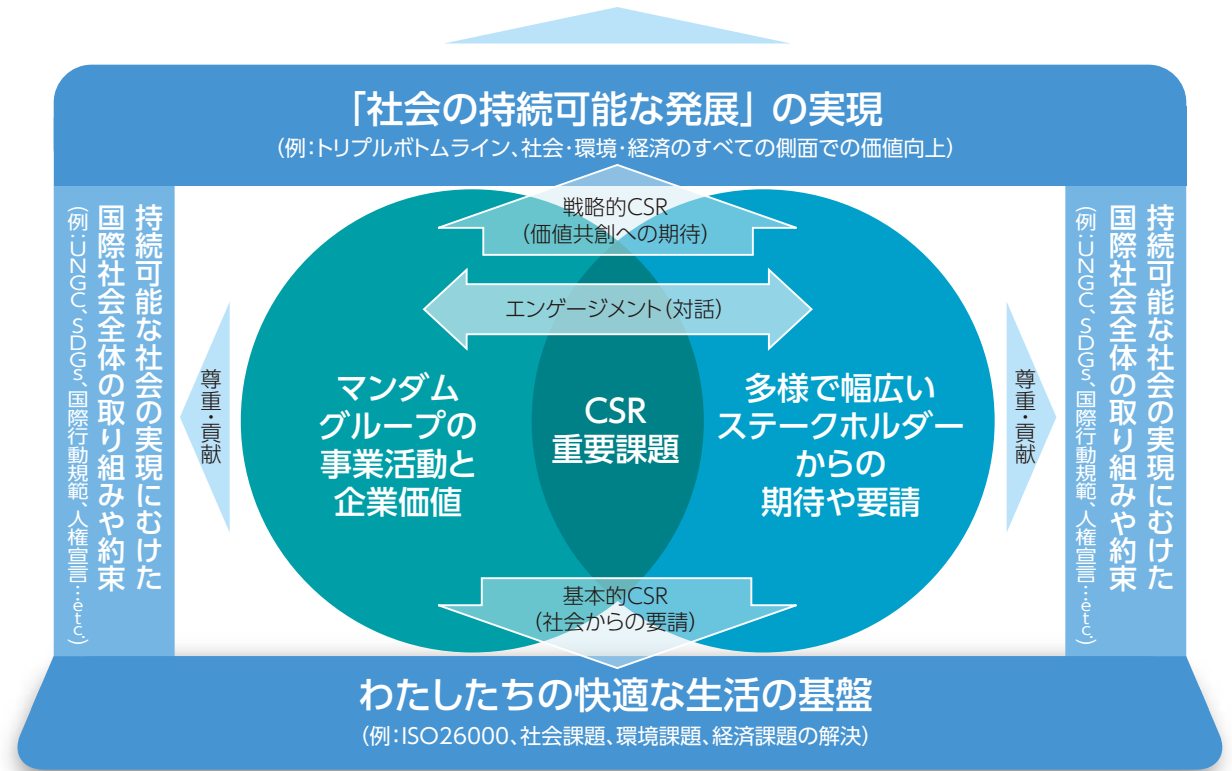 「社会の持続可能な発展」の実現
(例：トリプルボトムライン、社会・環境・経済のすべての側面での価値向上)
持続可能な社会の実現にむけた
国際社会全体の取り組みや約束
(例：UNGC、SDGs、国際行動規範、人権宣言…etc.)
尊重・貢献
戦略的CSR
(価値共創への期待)
エンゲージメント(対話)
マンダム
グループの
事業活動と
企業価値
CSR
重要課題
多様で幅広い
ステークホルダー
からの
期待や要請
基本的CSR
(社会からの要請)
尊重・貢献
持続可能な社会の実現にむけた
国際社会全体の取り組みや約束
(例：UNGC、SDGs、国際行動規範、人権宣言…etc.)
わたしたちの快適な生活の基盤
(例：ISO26000、社会課題、環境課題、経済課題の解決)